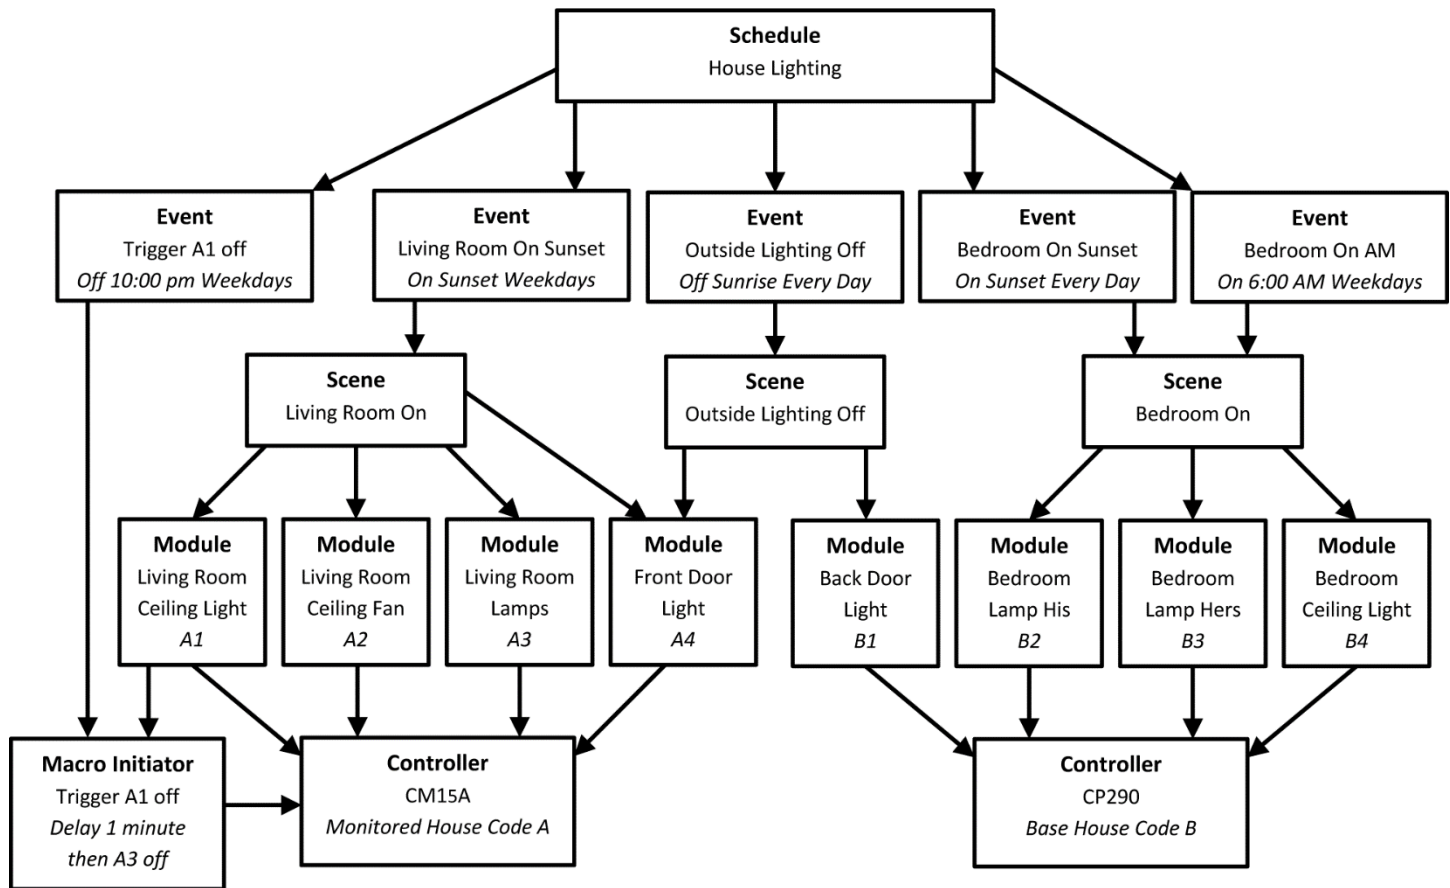 Schedule
House Lighting
Event
Trigger A1 off
Off 10:00 pm Weekdays
Event
Living Room On Sunset
On Sunset Weekdays
Event
Outside Lighting Off
Off Sunrise Every Day
Event
Bedroom On Sunset
On Sunset Every Day
Event
Bedroom On AM
On 6:00 AM Weekdays
Scene
Living Room On
Scene
Outside Lighting Off
Scene
Bedroom On
Module
Living Room
Ceiling Light
A1
Module
Living Room
Ceiling Fan
A2
Module
Living Room
Lamps
A3
Module
Front Door
Light
A4
Module
Back Door
Light
B1
Module
Bedroom
Lamp His
B2
Module
Bedroom
Lamp Hers
B3
Module
Bedroom
Ceiling Light
B4
Macro Initiator
Trigger A1 off
Delay 1 minute
then A3 off
Controller
CM15A
Monitored House Code A
Controller
CP290
Base House Code B